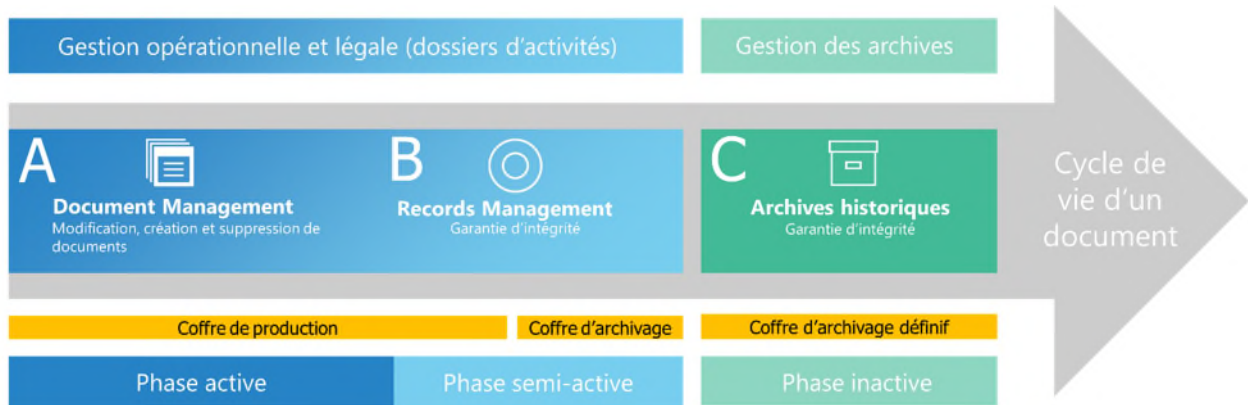 Gestion opérationnelle et légale (dossiers d'activités)
Gestion des archives
A
Document Management
Modification, création et suppression de
documents
B
Records Management
Garantie d'intégrité
C
Archives historiques
Garantie d'intégrité
Cycle de
vie d'un
document
Coffre de production
Coffre d'archivage
Coffre d'archivage défini​f
Phase active
Phase semi-active
Phase inactive